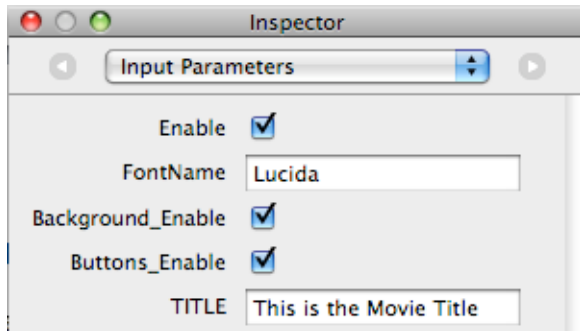 Inspector
Input Parameters
Enable
FontName Lucida
Background_Enable
Buttons_Enable
TITLE This is the Movie Title